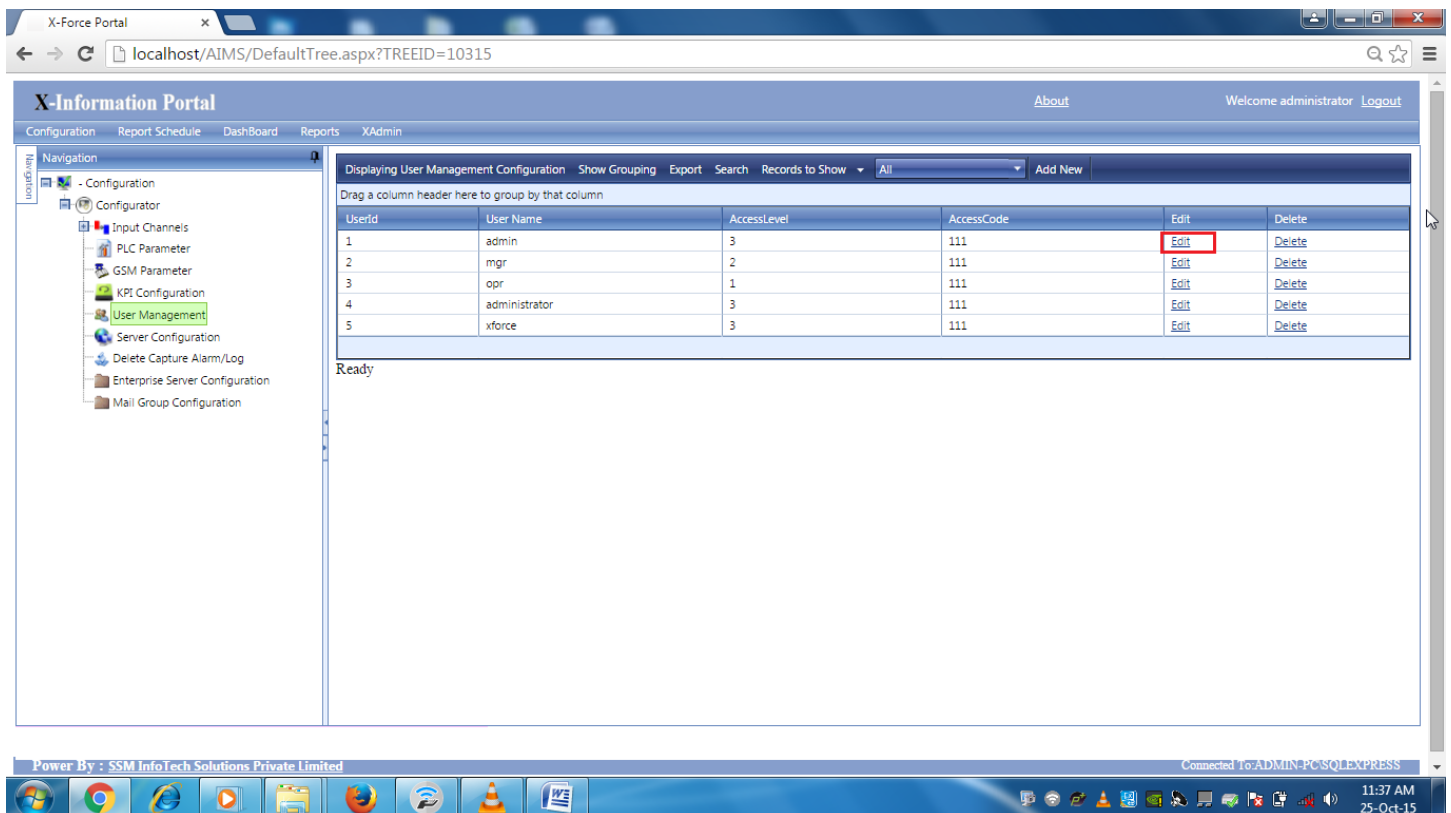 X-Force Portal
localhost/AIMS/DefaultTree.aspx?TREEID=10315
X-Information Portal
About
Welcome administrator Logout
Configuration Report Schedule DashBoard Reports XAdmin
Navigation
Navigation
- Configuration
Configurator
Input Channels
PLC Parameter
GSM Parameter
KPI Configuration
User Management
Server Configuration
Delete Capture Alarm/Log
Enterprise Server Configuration
Mail Group Configuration
Displaying User Management Configuration Show Grouping Export Search Records to Show All Add New
Drag a column header here to group by that column
UserId User Name AccessLevel AccessCode Edit Delete
1 admin 3 111 Edit Delete
2 mgr 2 111 Edit Delete
3 opr 1 111 Edit Delete
4 administrator 3 111 Edit Delete
5 xforce 3 111 Edit Delete
Ready
Power By : SSM InfoTech Solutions Private Limited
Connected To:ADMIN-PC\SQLEXPRESS
11:37 AM
25-Oct-15